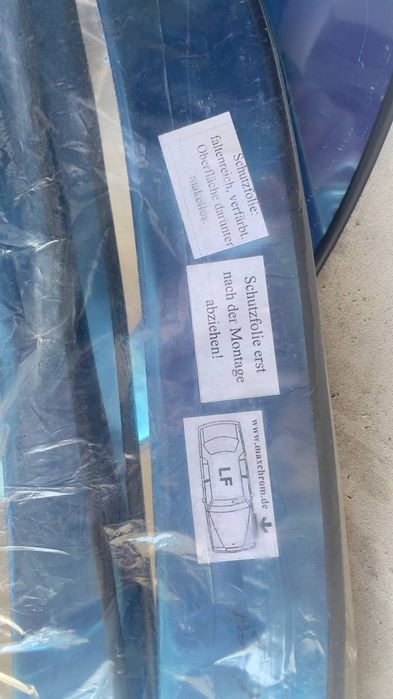 Schutzfolie:
faltenreich, verfärbt.
Oberfläche darunter
makellos.
Schutzfolie erst
nach der Montage
abziehen!
www.maxchrom.de
LF